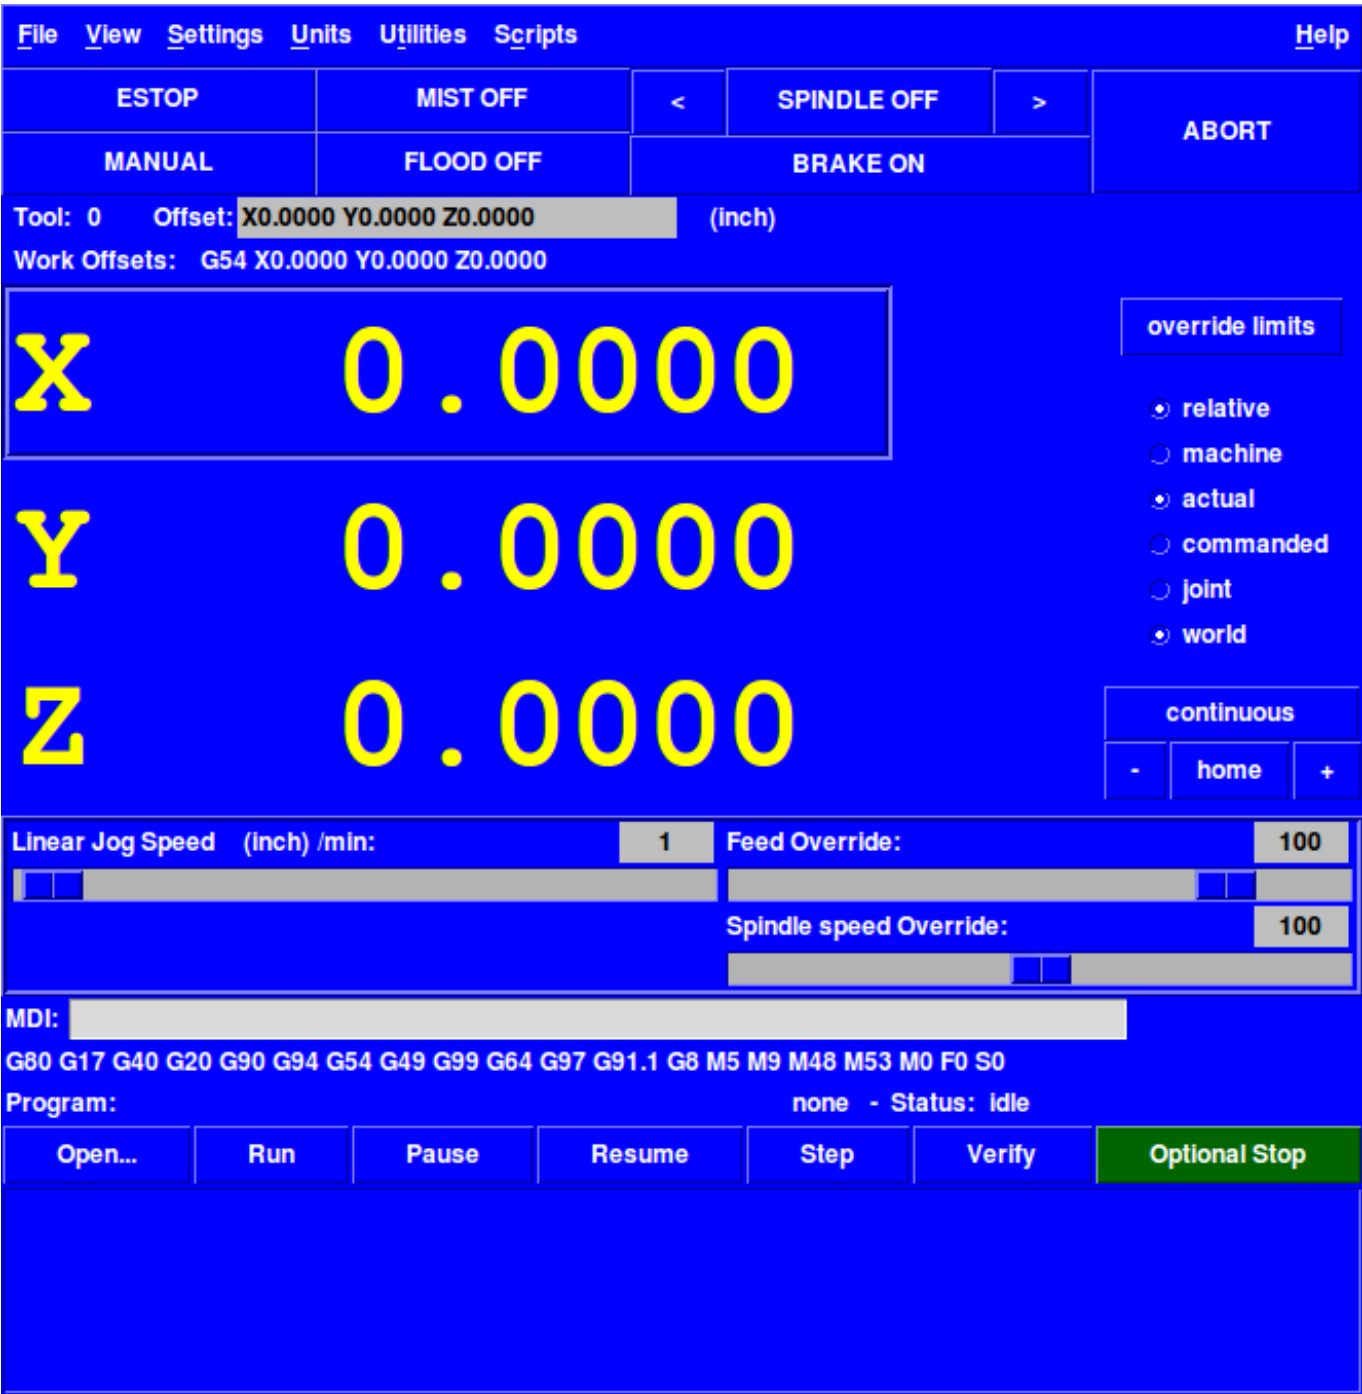 File View Settings Units Utilities Scripts Help
ESTOP MIST OFF < SPINDLE OFF > ABORT
MANUAL FLOOD OFF BRAKE ON
Tool: 0 Offset: X0.0000 Y0.0000 Z0.0000 (inch)
Work Offsets: G54 X0.0000 Y0.0000 Z0.0000
X 0.0000
override limits
relative
machine
actual
Y 0.0000
commanded
joint
world
Z 0.0000
continuous
- home +
Linear Jog Speed (inch) /min: 1 Feed Override: 100
Spindle speed Override: 100
MDI:
G80 G17 G40 G20 G90 G94 G54 G49 G99 G64 G97 G91.1 G8 M5 M9 M48 M53 M0 F0 S0
Program: none - Status: idle
Open... Run Pause Resume Step Verify Optional Stop